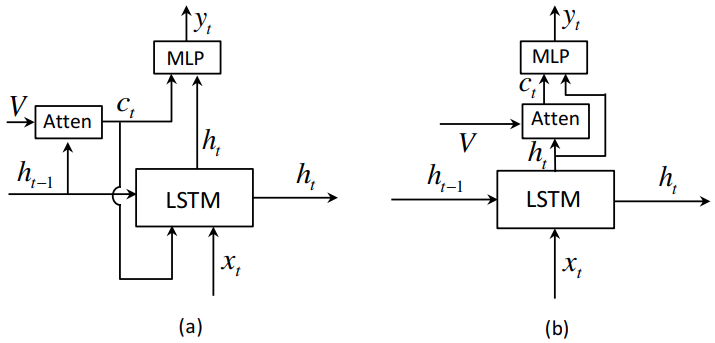 y_t
MLP
V
Atten
c_t
h_t
h_{t-1}
LSTM
h_t
x_t
(a)
y_t
MLP
c_t
Atten
V
h_t
h_{t-1}
LSTM
h_t
x_t
(b)